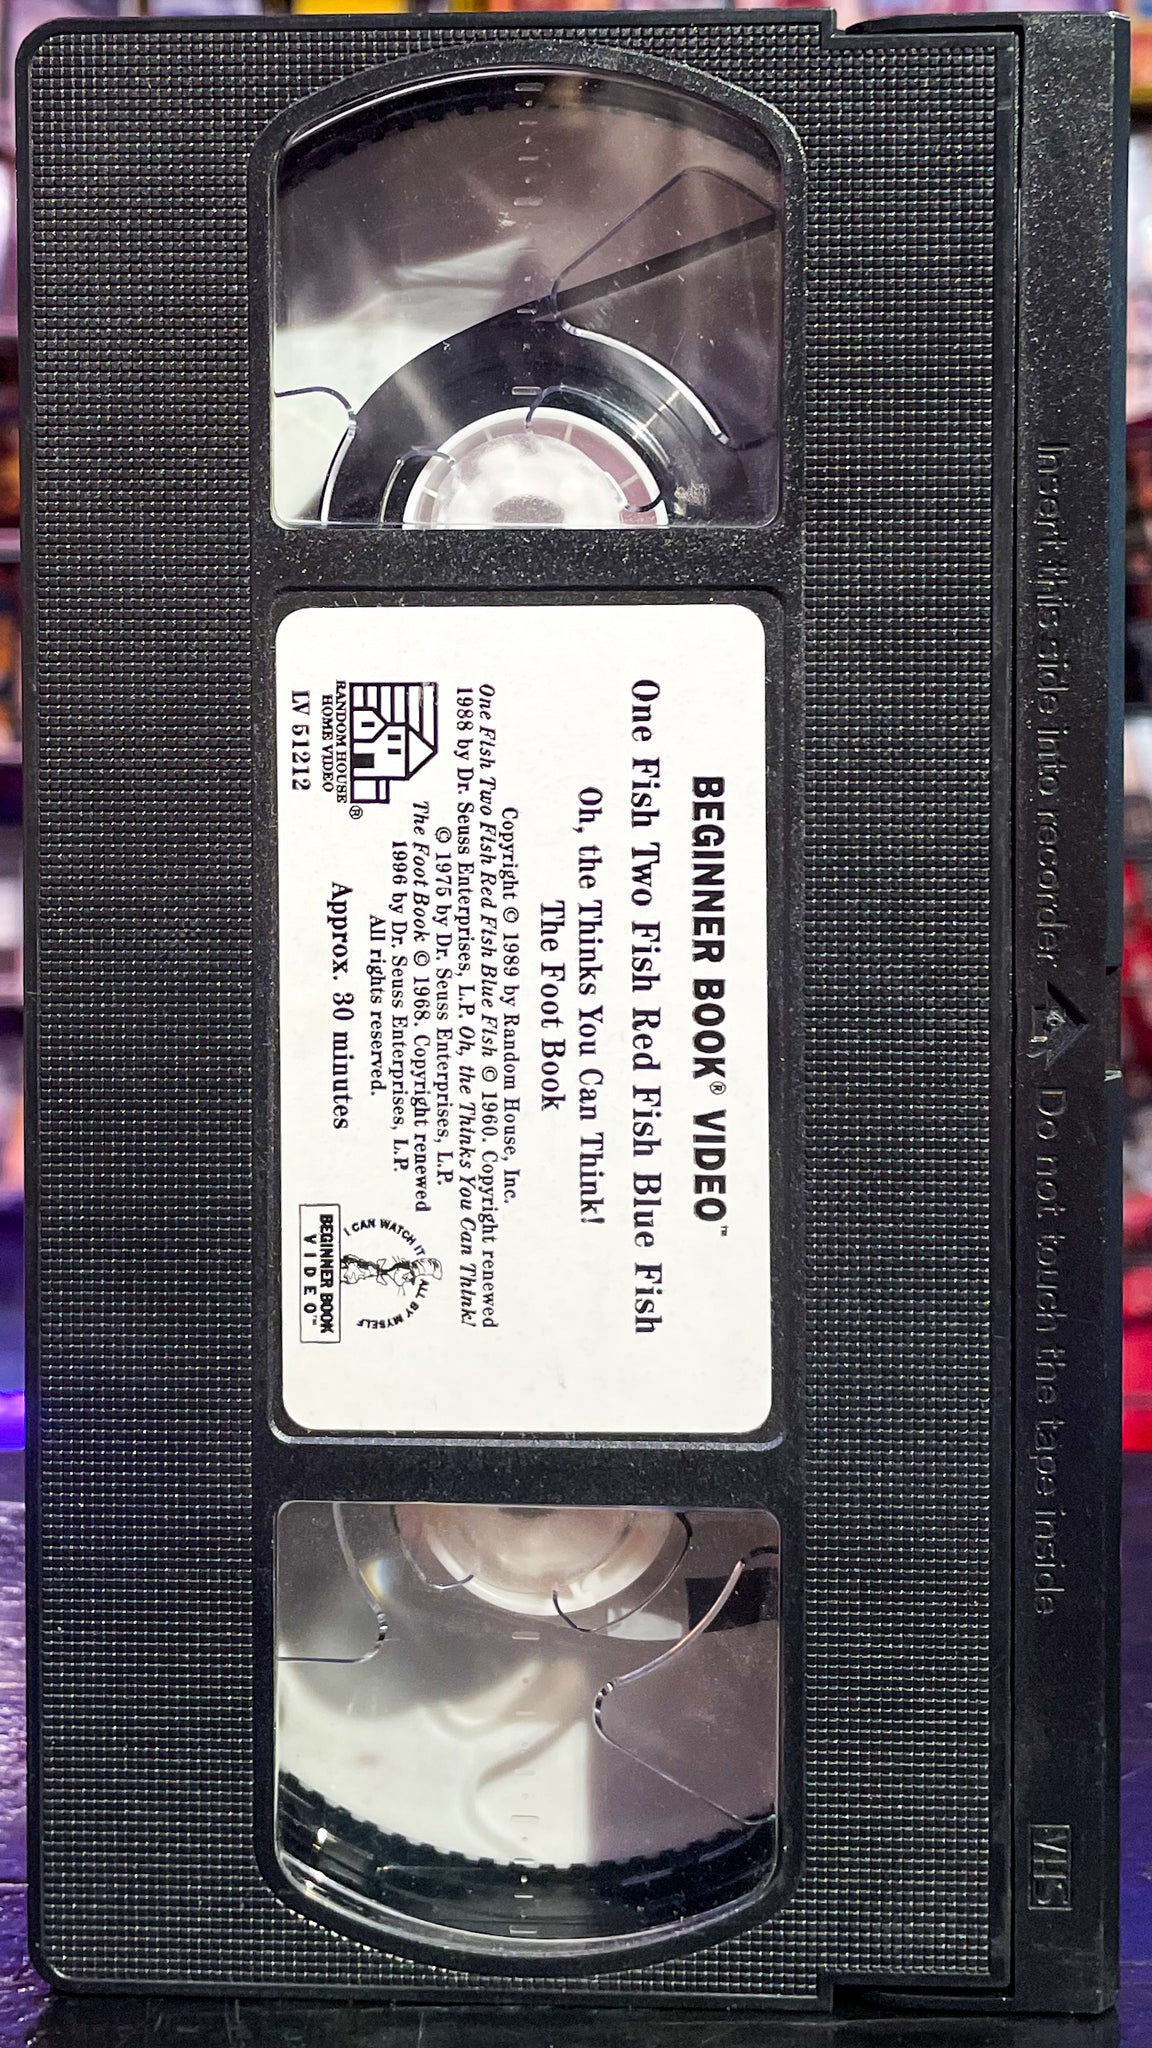 Insert this side into recorder Do not touch the tape inside
VHS
BEGINNER BOOK® VIDEO™
One Fish Two Fish Red Fish Blue Fish
Oh, the Thinks You Can Think!
The Foot Book
Copyright © 1989 by Random House, Inc.
One Fish Two Fish Red Fish Blue Fish © 1960. Copyright renewed
1988 by Dr. Seuss Enterprises, L.P. Oh, the Thinks You Can Think!
© 1975 by Dr. Seuss Enterprises, L.P.
The Foot Book © 1968. Copyright renewed
1996 by Dr. Seuss Enterprises, L.P.
All rights reserved.
Approx. 30 minutes
RANDOM HOUSE
HOME VIDEO
®
LV 51212
I CAN WATCH IT ALL BY MYSELF
BEGINNER BOOK
VIDEO™